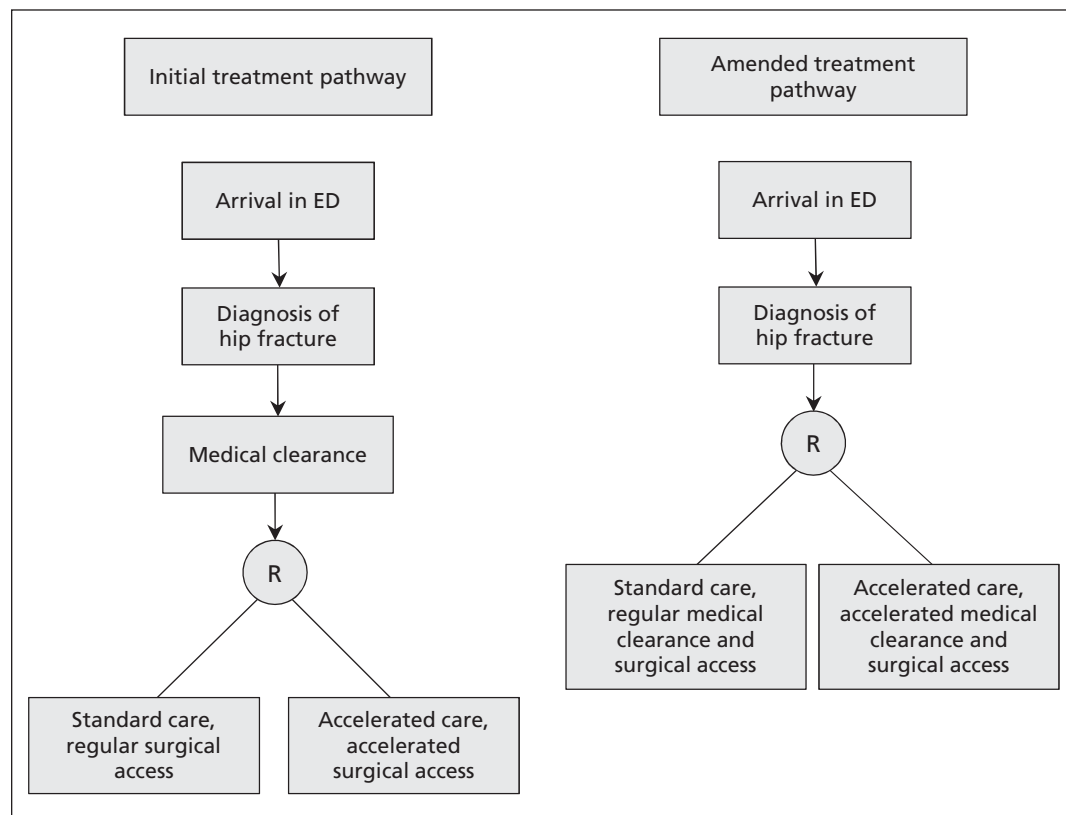 Initial treatment pathway
Arrival in ED
Diagnosis of
hip fracture
Medical clearance
R
Standard care,
regular surgical
access
Accelerated care,
accelerated
surgical access
Amended treatment
pathway
Arrival in ED
Diagnosis of
hip fracture
R
Standard care,
regular medical
clearance and
surgical access
Accelerated care,
accelerated medical
clearance and
surgical access